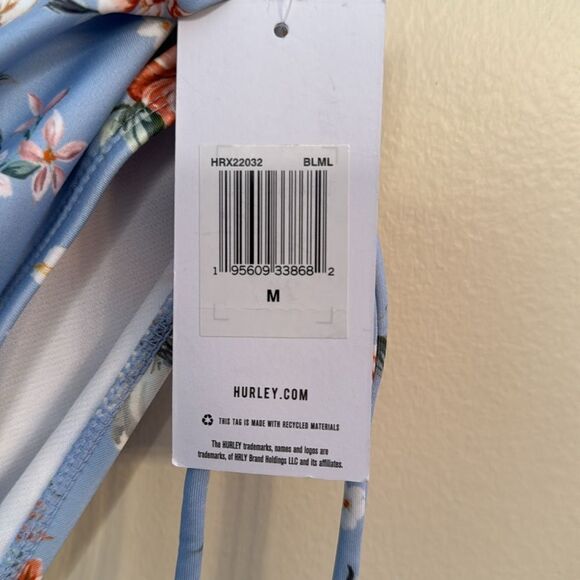 HRX22032 BLML
1 95609 33868 2
M
HURLEY.COM
THIS TAG IS MADE WITH RECYCLED MATERIALS
The HURLEY trademarks, names and logos are
trademarks, of HRLY Brand Holdings LLC and its affiliates.